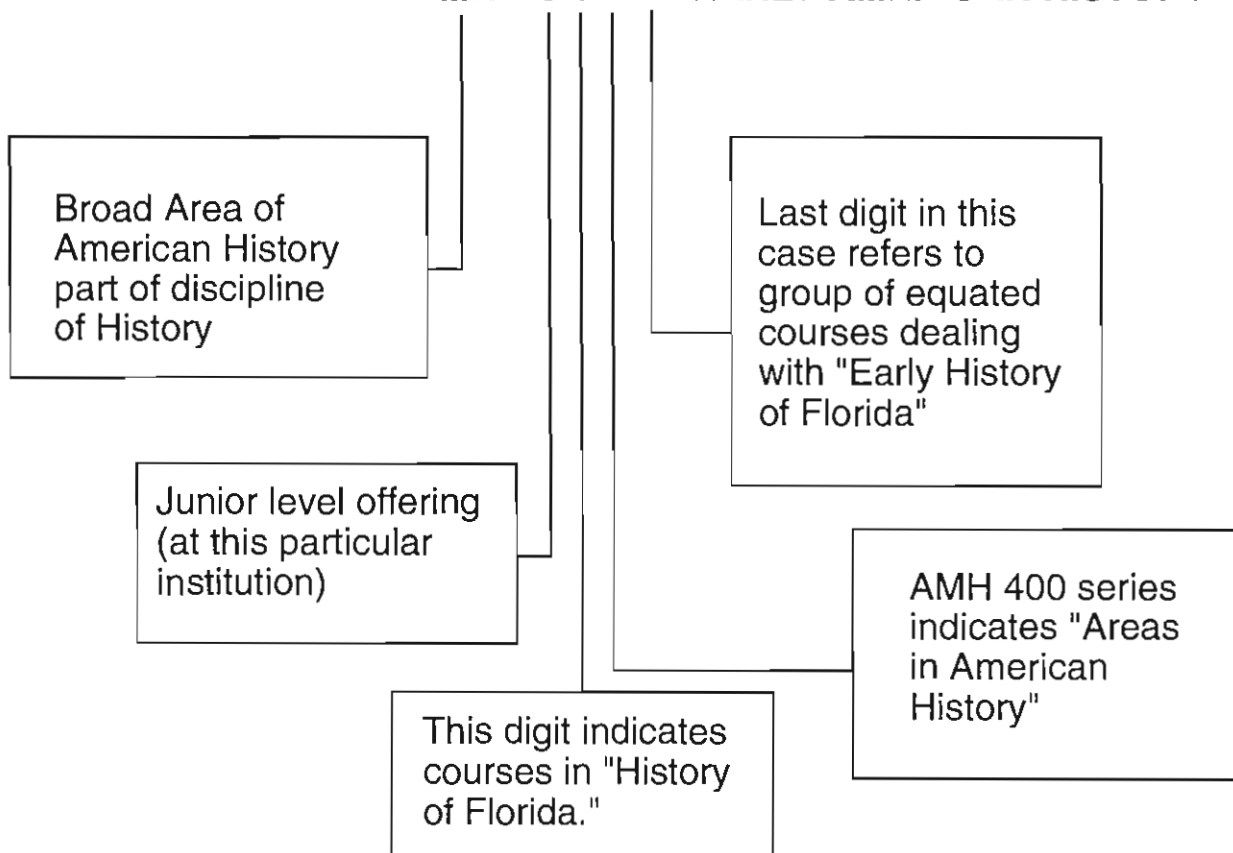 Broad Area of
American History
part of discipline
of History
Last digit in this
case refers to
group of equated
courses dealing
with "Early History
of Florida"
Junior level offering
(at this particular
institution)
AMH 400 series
indicates "Areas
in American
History"
This digit indicates
courses in "History
of Florida."